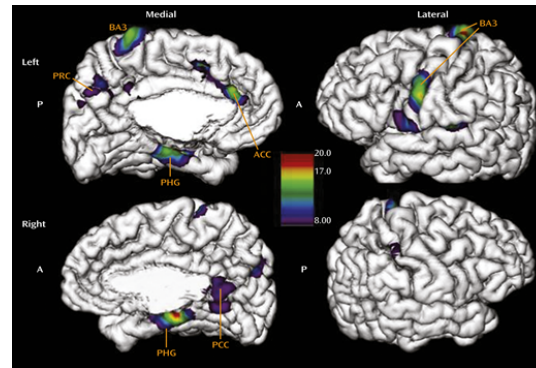 Medial
Lateral
BA3
BA3
Left
PRC
P
A
ACC
PHG
20.0
17.0
8.00
Right
A
P
PHG
PCC